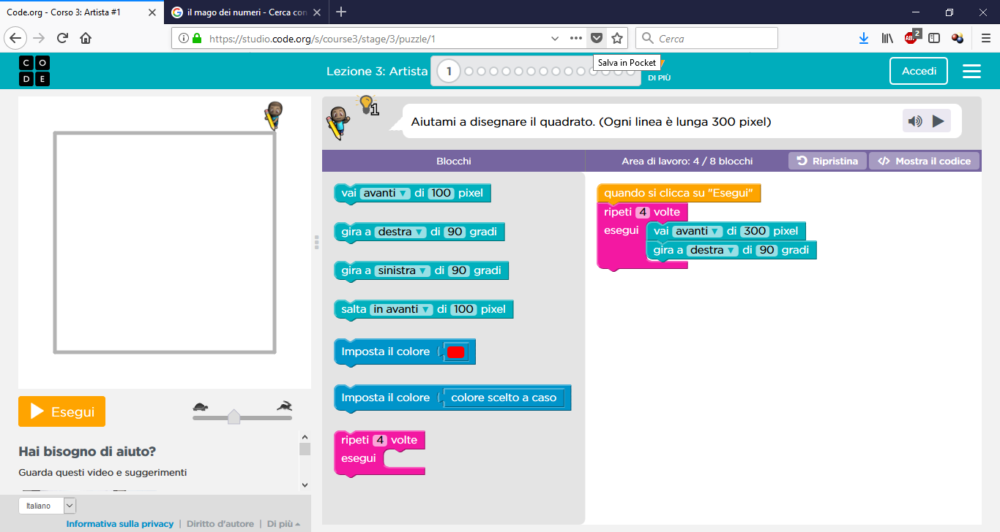 Code.org - Corso 3: Artista #1
il mago dei numeri - Cerca con
https://studio.code.org/s/course3/stage/3/puzzle/1
Cerca
ABP
2
Salva in Pocket
C O
D E
Lezione 3: Artista
1
DI PIÙ
Accedi
1
Aiutami a disegnare il quadrato. (Ogni linea è lunga 300 pixel)
Blocchi
Area di lavoro: 4 / 8 blocchi
Ripristina
Mostra il codice
vai avanti di 100 pixel
gira a destra di 90 gradi
gira a sinistra di 90 gradi
salta in avanti di 100 pixel
Imposta il colore
Imposta il colore colore scelto a caso
ripeti 4 volte
esegui
quando si clicca su "Esegui"
ripeti 4 volte
esegui vai avanti di 300 pixel
gira a destra di 90 gradi
Esegui
Hai bisogno di aiuto?
Guarda questi video e suggerimenti
Italiano
Informativa sulla privacy | Diritto d'autore | Di più